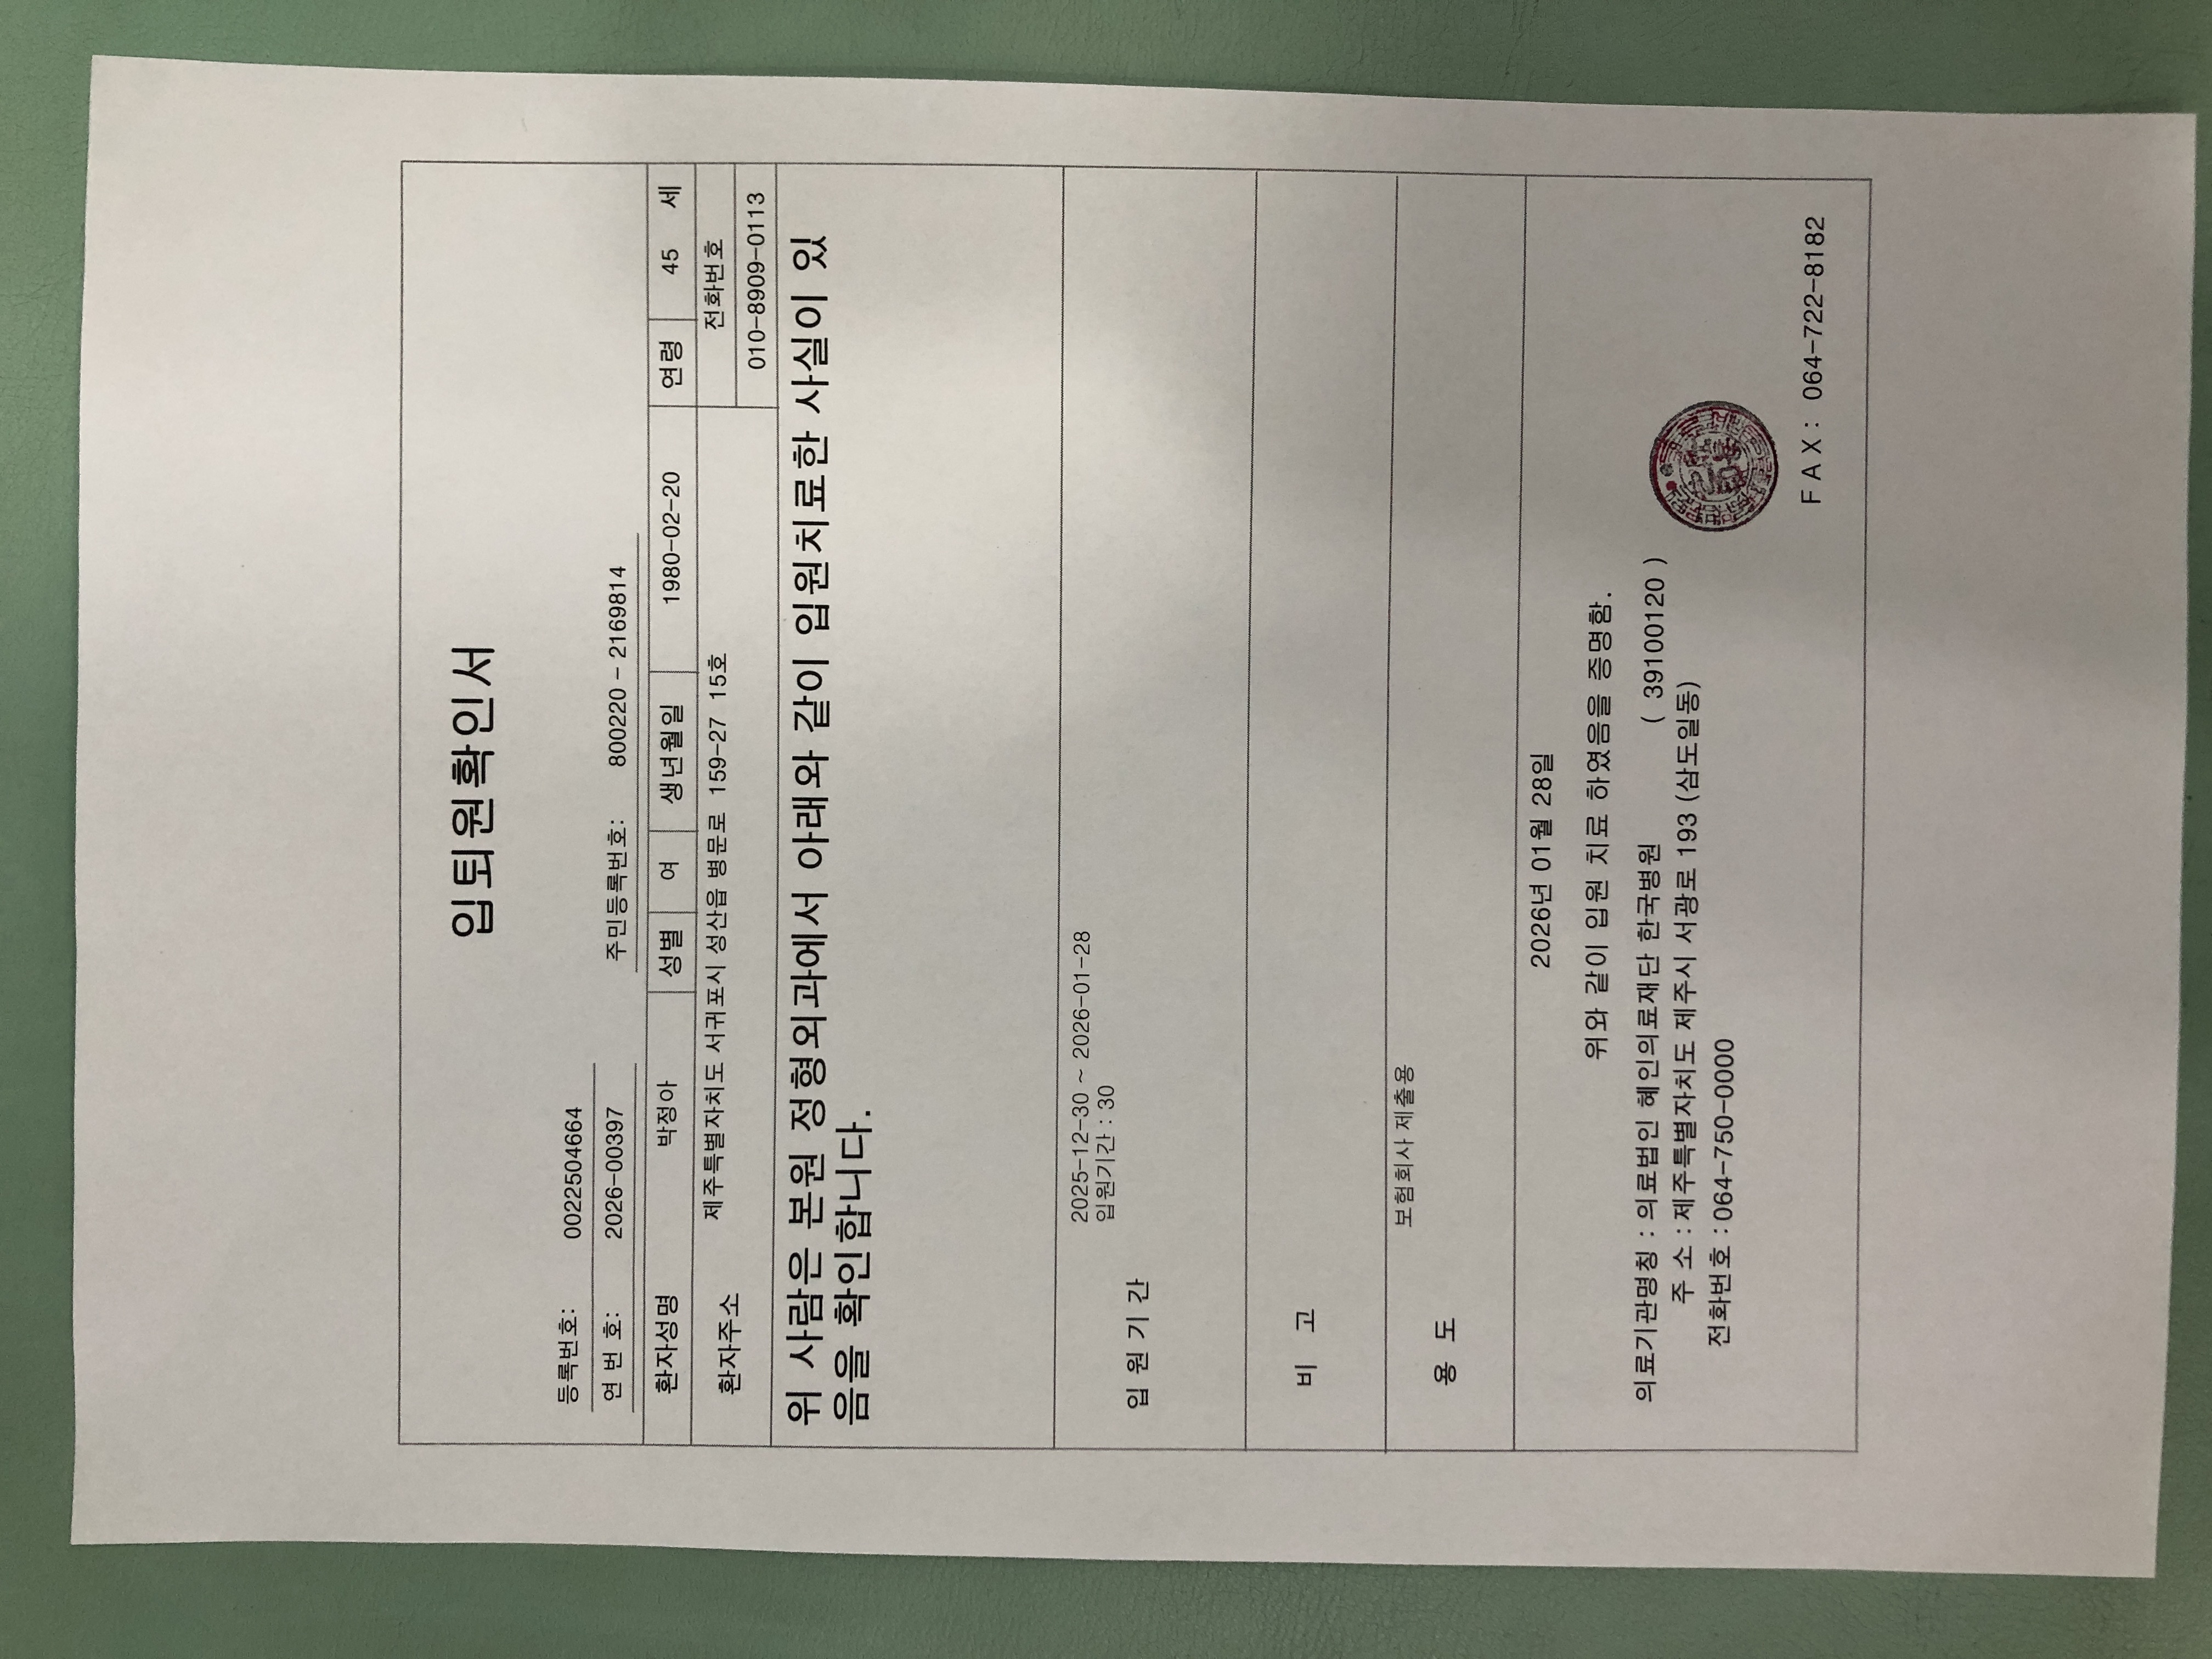 입퇴원확인서
등록번호: 0022504664
연 번 호: 2026-00397 주민등록번호: 800220 - 2169814
환자성명 박정아 성별 여 생년월일 1980-02-20 연령 45 세
환자주소 제주특별자치도 서귀포시 성산읍 병문로 159-27 15호 전화번호
010-8909-0113
위 사람은 본원 정형외과에서 아래와 같이 입원치료한 사실이 있
음을 확인합니다.
입 원 기 간 2025-12-30 ~ 2026-01-28
입원기간 : 30
비 고
용 도 보험회사 제출용
2026년 01월 28일
위와 같이 입원 치료 하였음을 증명함.
의료기관명칭 : 의료법인 혜인의료재단 한국병원 ( 39100120 )
주 소 : 제주특별자치도 제주시 서광로 193 (삼도일동)
전화번호 : 064-750-0000
F A X : 064-722-8182